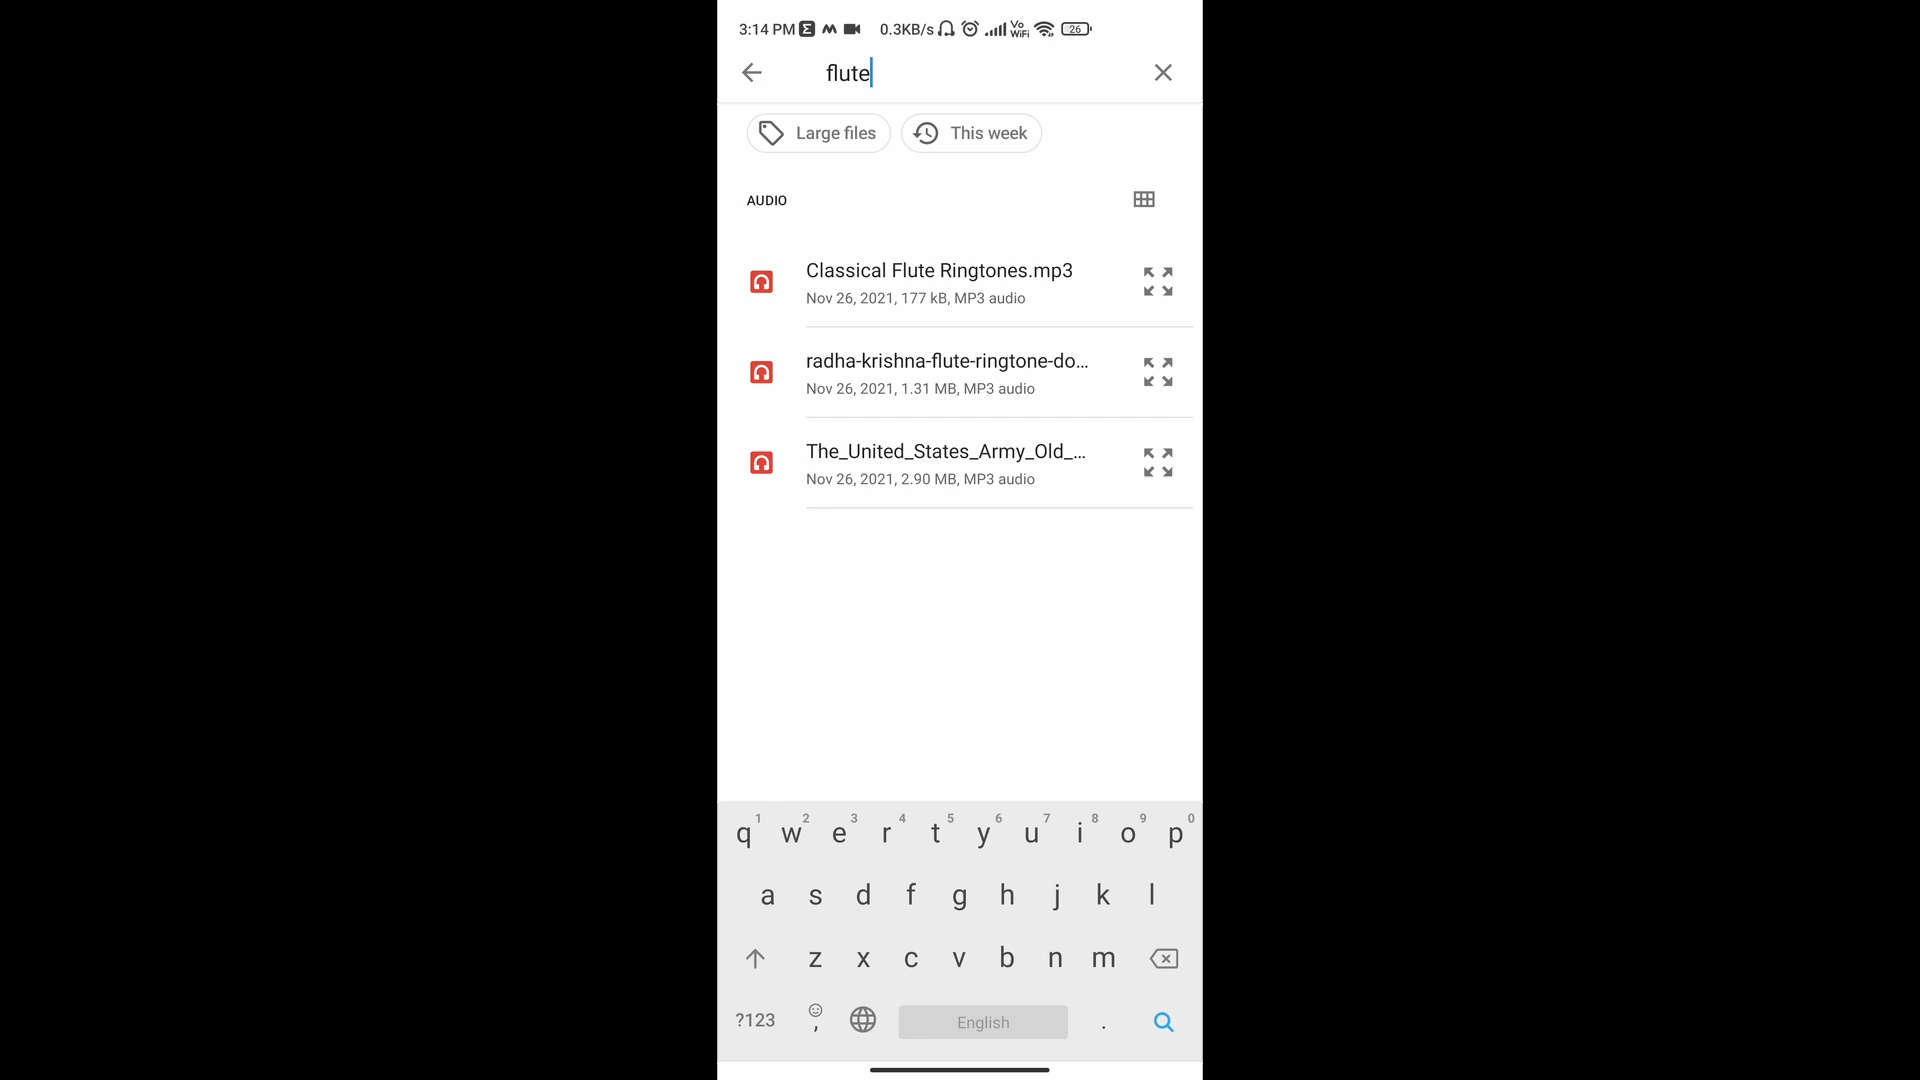 3:14 PM 0.3KB/s Vo WiFi 26
flute
Large files This week
AUDIO
Classical Flute Ringtones.mp3
Nov 26, 2021, 177 kB, MP3 audio
radha-krishna-flute-ringtone-do...
Nov 26, 2021, 1.31 MB, MP3 audio
The_United_States_Army_Old_...
Nov 26, 2021, 2.90 MB, MP3 audio
1 2 3 4 5 6 7 8 9 0
q w e r t y u i o p
a s d f g h j k l
z x c v b n m
?123 , English .